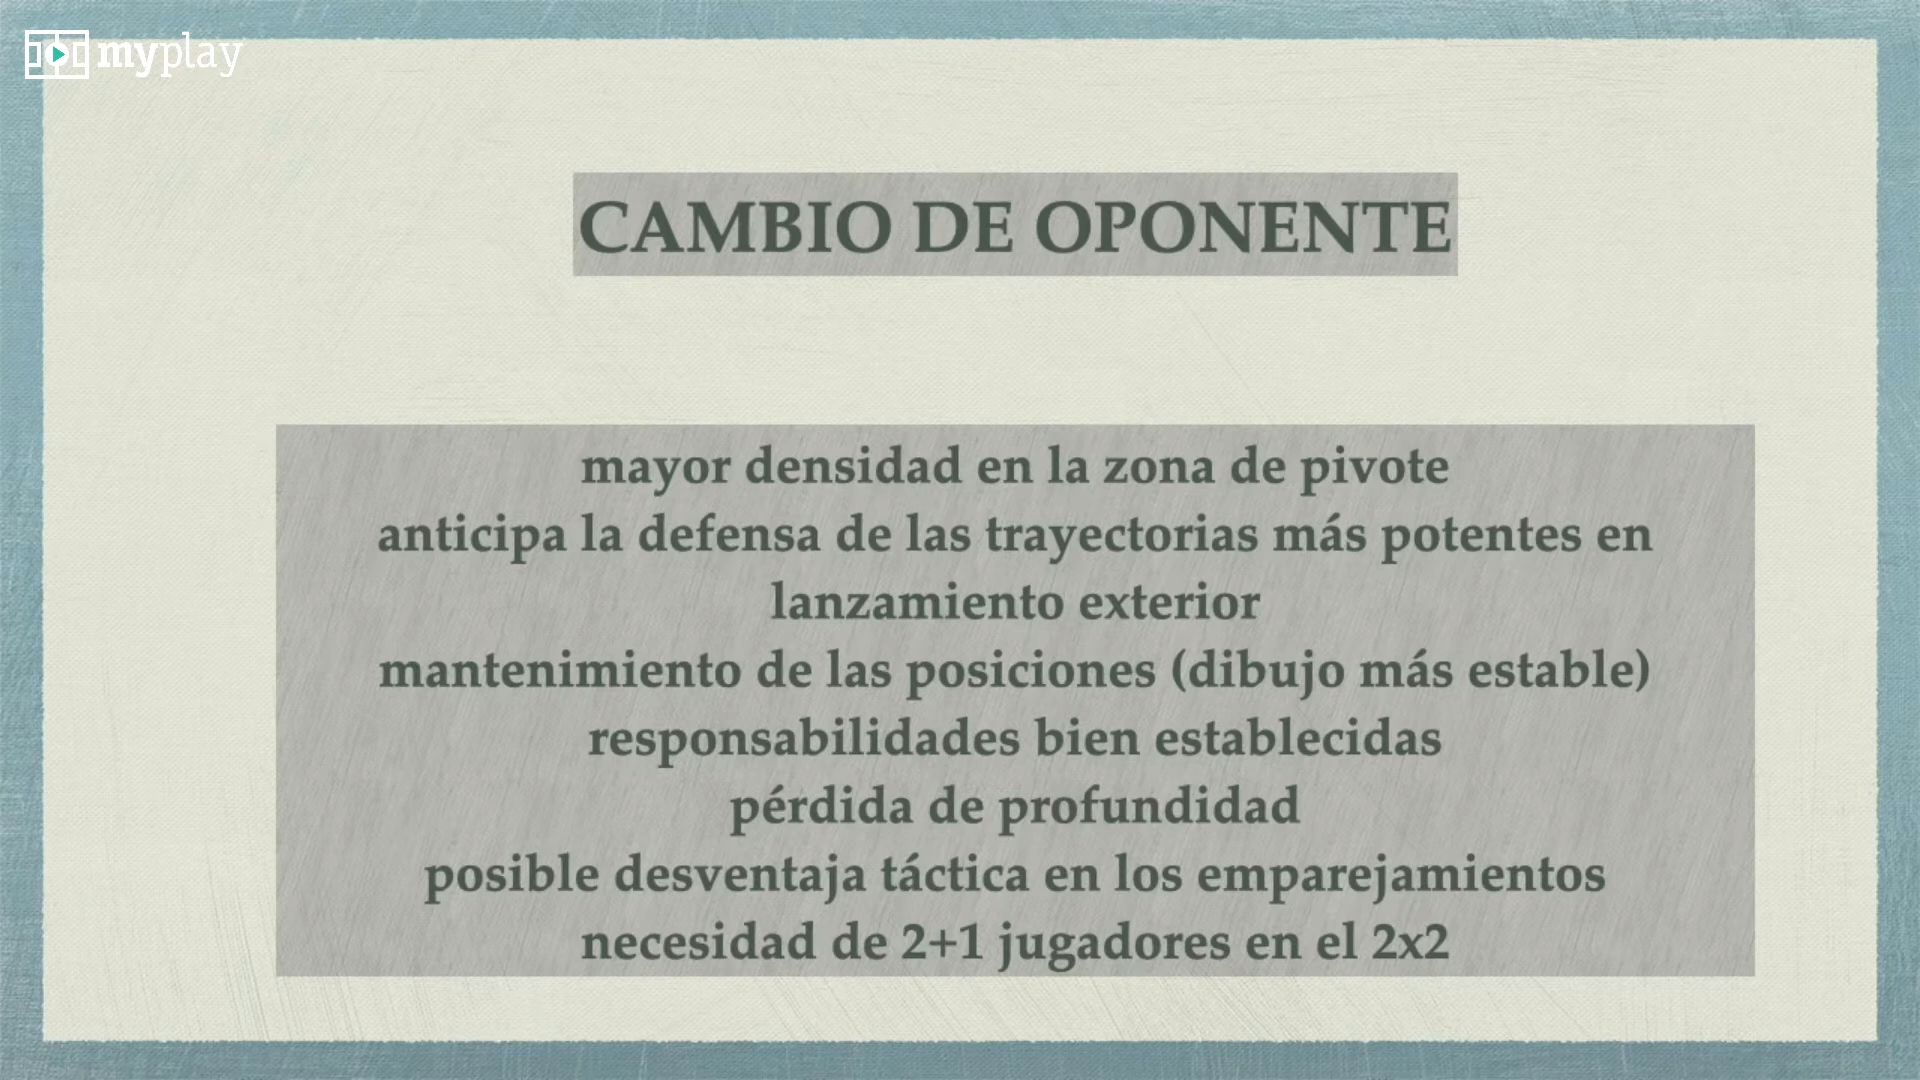 myplay
CAMBIO DE OPONENTE
mayor densidad en la zona de pivote
anticipa la defensa de las trayectorias más potentes en
lanzamiento exterior
mantenimiento de las posiciones (dibujo más estable)
responsabilidades bien establecidas
pérdida de profundidad
posible desventaja táctica en los emparejamientos
necesidad de 2+1 jugadores en el 2x2